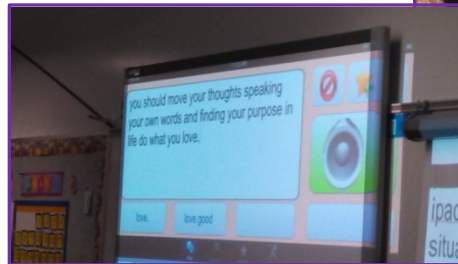 you should move your thoughts speaking
your own words and finding your purpose in
life do what you love.
love.
love.good
ipad
situa